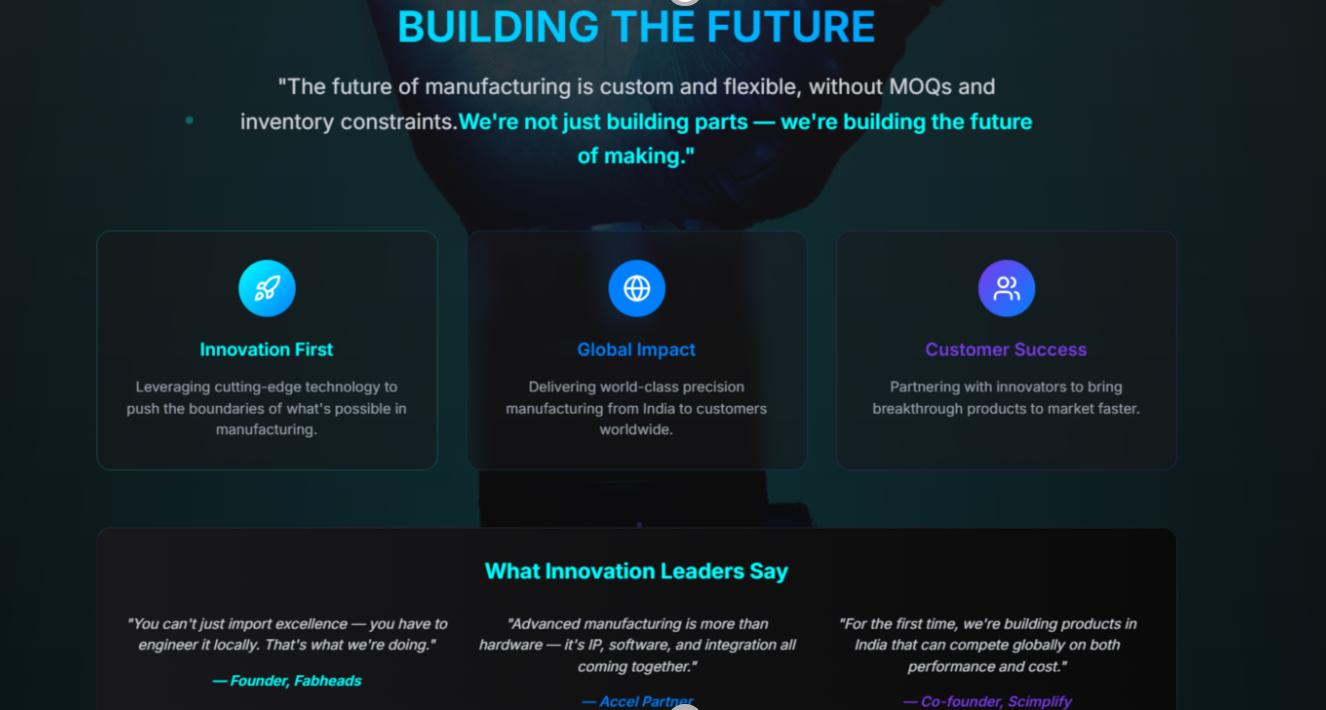 BUILDING THE FUTURE
"The future of manufacturing is custom and flexible, without MOQs and
inventory constraints.We're not just building parts — we're building the future
of making."
Innovation First
Leveraging cutting-edge technology to
push the boundaries of what's possible in
manufacturing.
Global Impact
Delivering world-class precision
manufacturing from India to customers
worldwide.
Customer Success
Partnering with innovators to bring
breakthrough products to market faster.
What Innovation Leaders Say
"You can't just import excellence — you have to
engineer it locally. That's what we're doing."
— Founder, Fabheads
"Advanced manufacturing is more than
hardware — it's IP, software, and integration all
coming together."
— Accel Partner
"For the first time, we're building products in
India that can compete globally on both
performance and cost."
— Co-founder, Scimplify